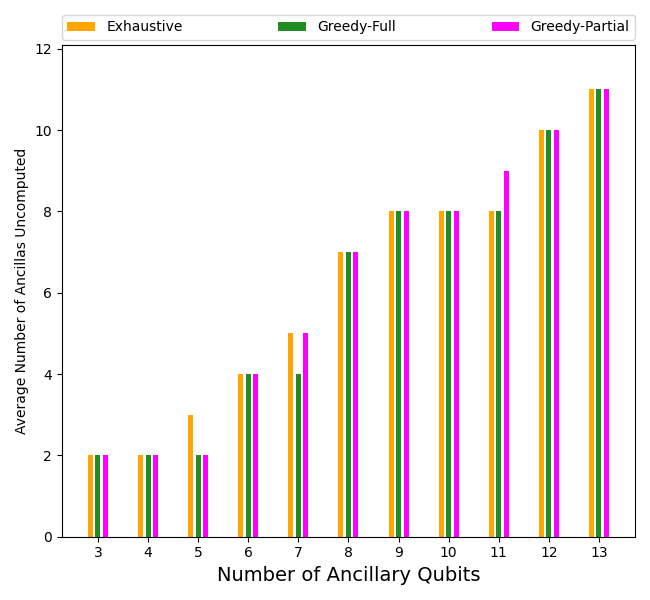 Exhaustive Greedy-Full Greedy-Partial
12
10
8
6
4
2
0
Average Number of Ancillas Uncomputed
3 4 5 6 7 8 9 10 11 12 13
Number of Ancillary Qubits